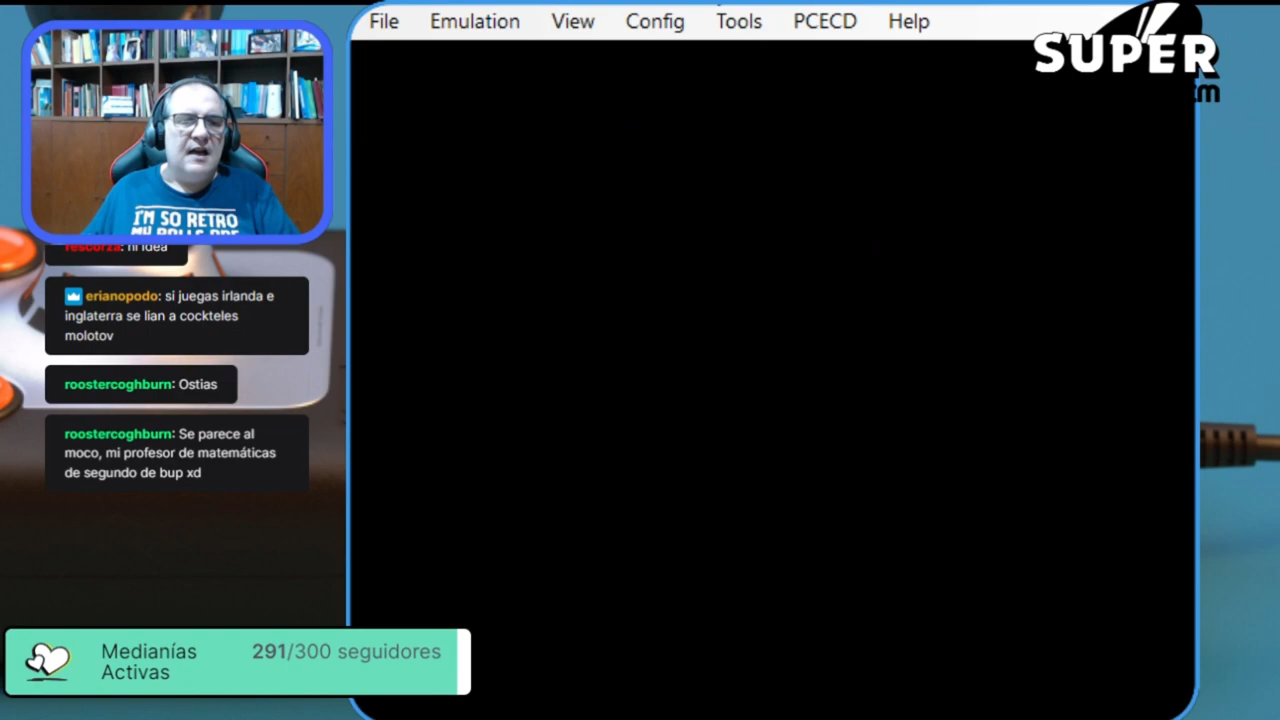 File Emulation View Config Tools PCECD Help
SUPER
I'M SO RETRO
rescorza: ni idea
erianopodo: si juegas irlanda e
inglaterra se lian a cockteles
molotov
roostercoghburn: Ostias
roostercoghburn: Se parece al
moco, mi profesor de matemáticas
de segundo de bup xd
Medianías
Activas
291/300 seguidores